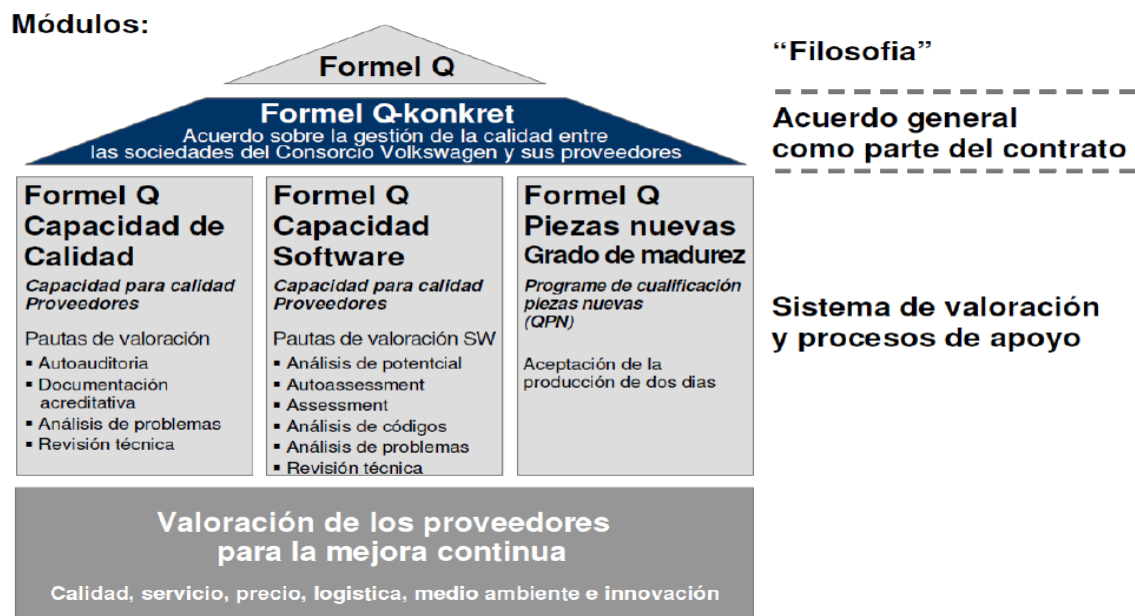 Módulos:
Formel Q
“Filosofia”
Formel Q-konkret
Acuerdo sobre la gestión de la calidad entre
las sociedades del Consorcio Volkswagen y sus proveedores
Acuerdo general
como parte del contrato
Formel Q
Capacidad de
Calidad
Capacidad para calidad
Proveedores
Pautas de valoración
▪ Autoauditoria
▪ Documentación
acreditativa
▪ Análisis de problemas
▪ Revisión técnica
Formel Q
Capacidad
Software
Capacidad para calidad
Proveedores
Pautas de valoración SW
▪ Análisis de potentcial
▪ Autoassessment
▪ Assessment
▪ Análisis de códigos
▪ Análisis de problemas
▪ Revisión técnica
Formel Q
Piezas nuevas
Grado de madurez
Programe de cualificación
piezas nuevas
(QPN)
Aceptación de la
producción de dos dias
Sistema de valoración
y procesos de apoyo
Valoración de los proveedores
para la mejora continua
Calidad, servicio, precio, logistica, medio ambiente e innovación